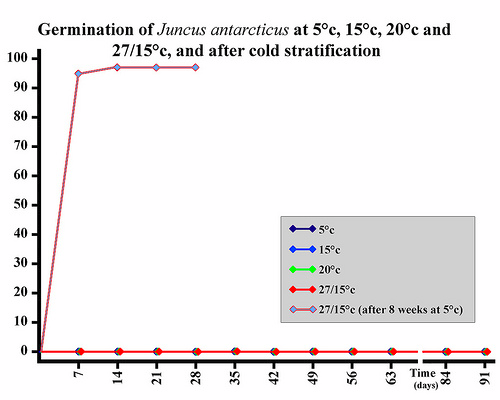 Germination of Juncus antarcticus at 5°c, 15°c, 20°c and
27/15°c, and after cold stratification
100
90
80
70
60
50
40
30
20
10
0
5°c
15°c
20°c
27/15°c
27/15°c (after 8 weeks at 5°c)
7 14 21 28 35 42 49 56 63 Time 84 91
(days)